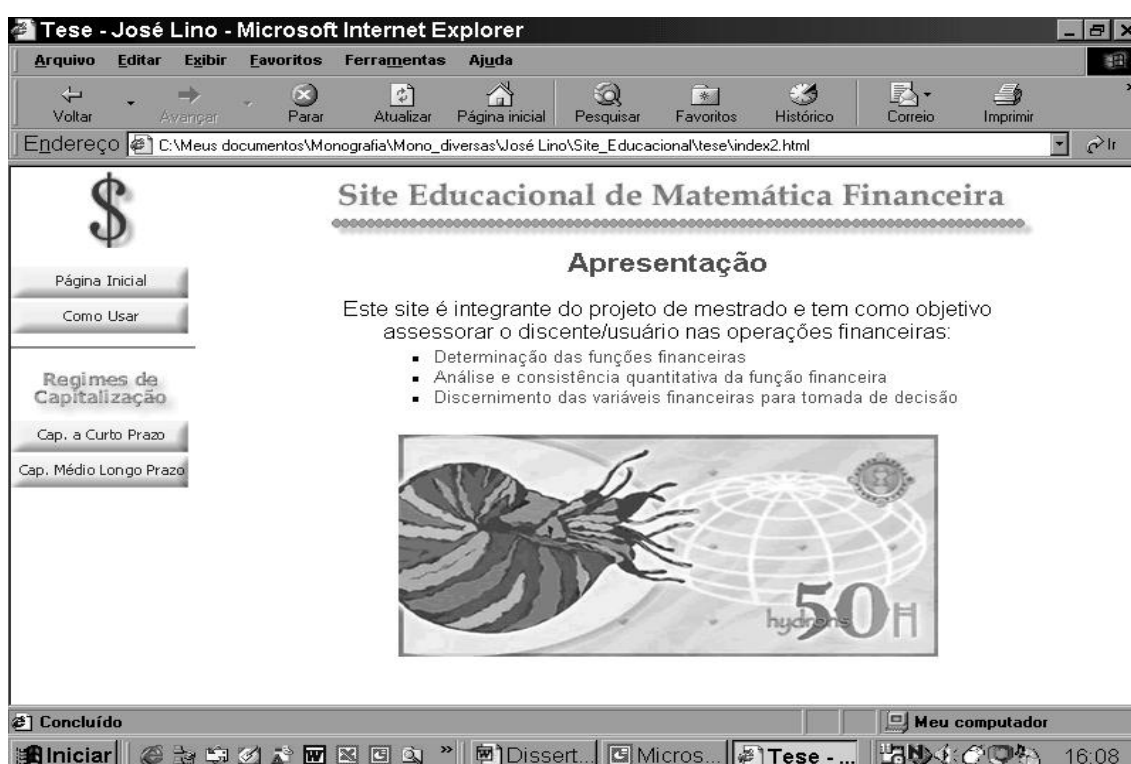 Tese - José Lino - Microsoft Internet Explorer
Arquivo Editar Exibir Favoritos Ferramentas Ajuda
Voltar Avançar Parar Atualizar Página inicial Pesquisar Favoritos Histórico Correio Imprimir
Endereço C:\Meus documentos\Monografia\Mono_diversas\José Lino\Site_Educacional\tese\index2.html Ir
$
Página Inicial
Como Usar
Regimes de
Capitalização
Cap. a Curto Prazo
Cap. Médio Longo Prazo
Site Educacional de Matemática Financeira
Apresentação
Este site é integrante do projeto de mestrado e tem como objetivo
assessorar o discente/usuário nas operações financeiras:
Determinação das funções financeiras
Análise e consistência quantitativa da função financeira
Discernimento das variáveis financeiras para tomada de decisão
hydrons 50H
Concluído Meu computador
Iniciar » Dissert... Micros... Tese - ... 16:08